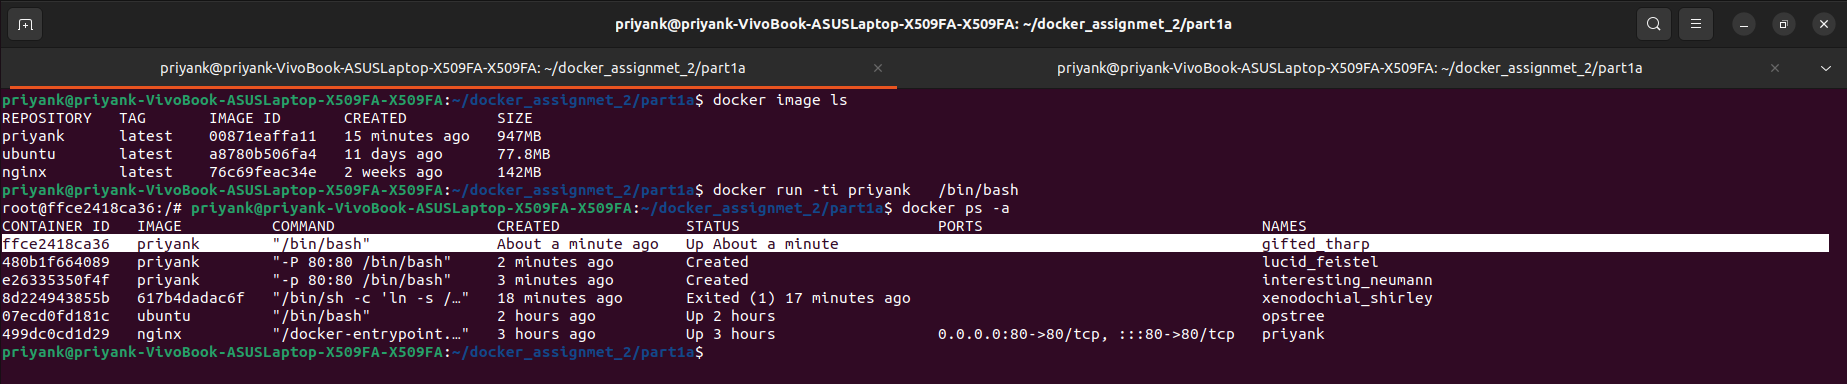 priyank@priyank-VivoBook-ASUSLaptop-X509FA-X509FA: ~/docker_assignmet_2/part1a
priyank@priyank-VivoBook-ASUSLaptop-X509FA-X509FA: ~/docker_assignmet_2/part1a × priyank@priyank-VivoBook-ASUSLaptop-X509FA-X509FA: ~/docker_assignmet_2/part1a ×
priyank@priyank-VivoBook-ASUSLaptop-X509FA-X509FA:~/docker_assignmet_2/part1a$ docker image ls
REPOSITORY   TAG       IMAGE ID       CREATED          SIZE
priyank      latest    00871eaffa11   15 minutes ago   947MB
ubuntu       latest    a8780b506fa4   11 days ago      77.8MB
nginx        latest    76c69feac34e   2 weeks ago      142MB
priyank@priyank-VivoBook-ASUSLaptop-X509FA-X509FA:~/docker_assignmet_2/part1a$ docker run -ti priyank   /bin/bash
root@ffce2418ca36:/# priyank@priyank-VivoBook-ASUSLaptop-X509FA-X509FA:~/docker_assignmet_2/part1a$ docker ps -a
CONTAINER ID   IMAGE          COMMAND                  CREATED              STATUS                      PORTS                               NAMES
ffce2418ca36   priyank        "/bin/bash"              About a minute ago   Up About a minute                                               gifted_tharp
480b1f664089   priyank        "-P 80:80 /bin/bash"     2 minutes ago        Created                                                         lucid_feistel
e26335350f4f   priyank        "-p 80:80 /bin/bash"     3 minutes ago        Created                                                         interesting_neumann
8d224943855b   617b4dadac6f   "/bin/sh -c 'ln -s /…"   18 minutes ago       Exited (1) 17 minutes ago                                       xenodochial_shirley
07ecd0fd181c   ubuntu         "/bin/bash"              2 hours ago          Up 2 hours                                                      opstree
499dc0cd1d29   nginx          "/docker-entrypoint.…"   3 hours ago          Up 3 hours                  0.0.0.0:80->80/tcp, :::80->80/tcp   priyank
priyank@priyank-VivoBook-ASUSLaptop-X509FA-X509FA:~/docker_assignmet_2/part1a$